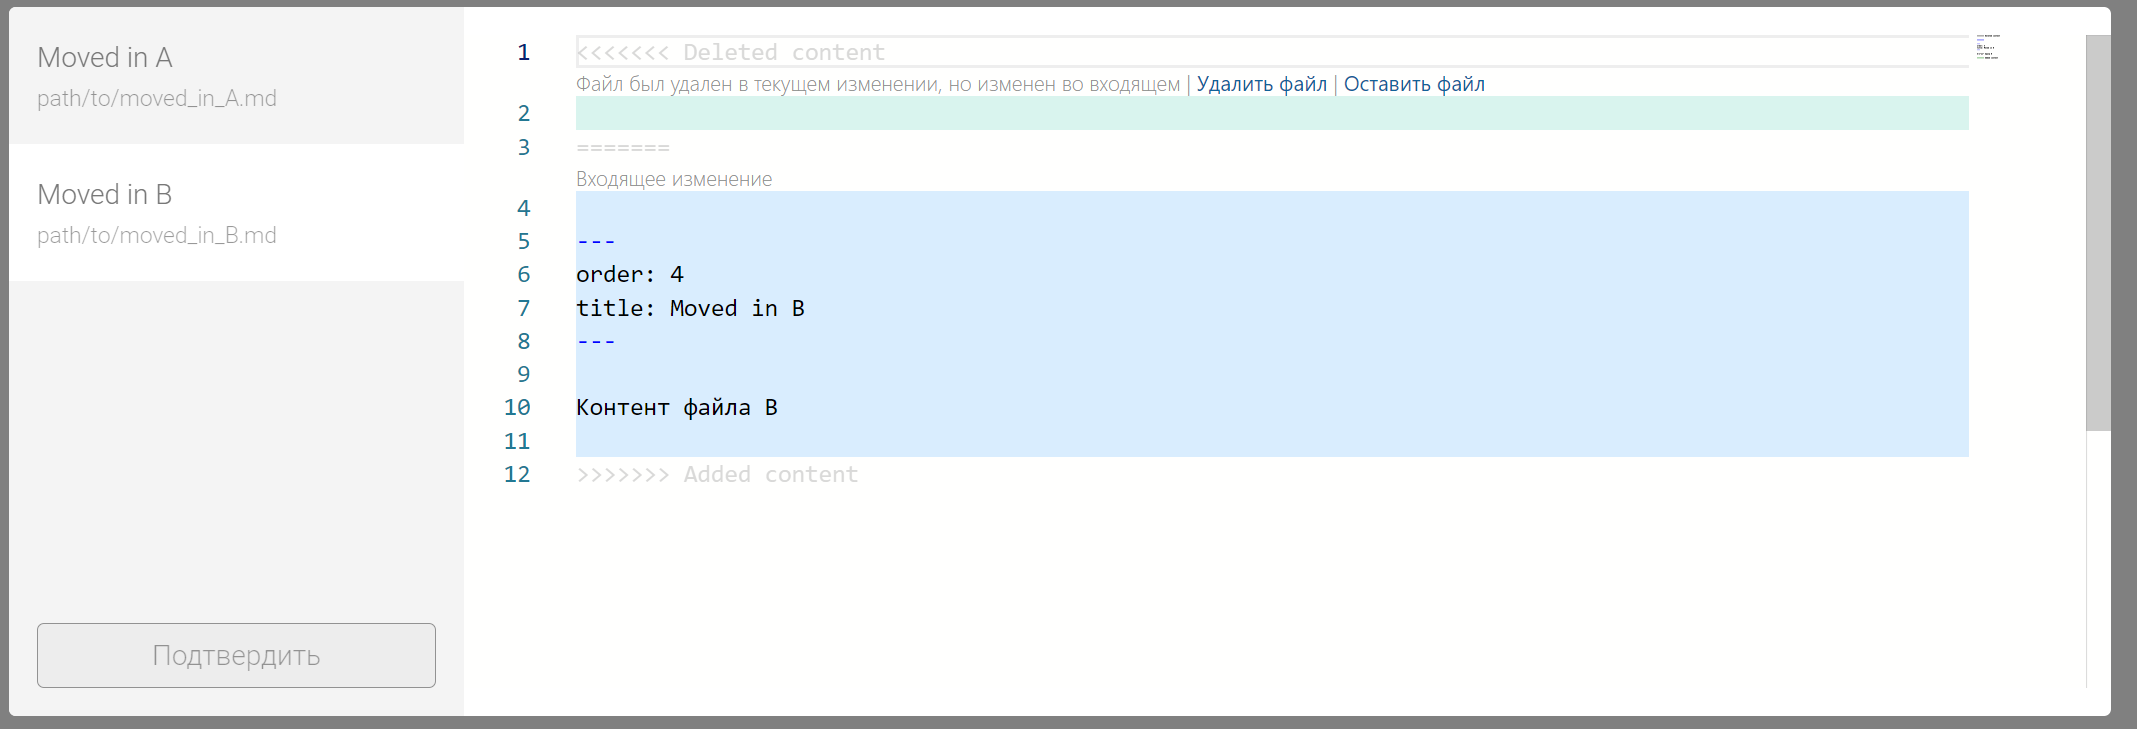 Moved in A
path/to/moved_in_A.md
Moved in B
path/to/moved_in_B.md
Подтвердить
1 <<<<<<< Deleted content
Файл был удален в текущем изменении, но изменен во входящем | Удалить файл | Оставить файл
2
3 =======
Входящее изменение
4
5 ---
6 order: 4
7 title: Moved in B
8 ---
9
10 Контент файла B
11
12 >>>>>>> Added content